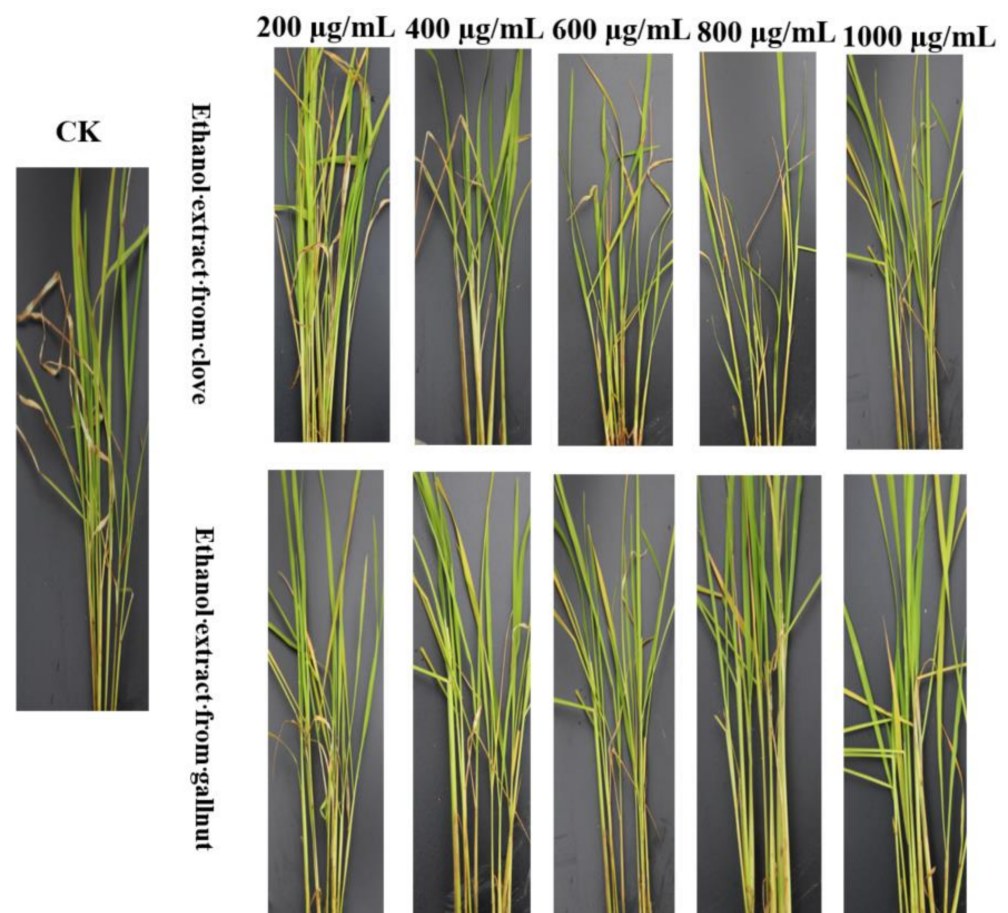 200 μg/mL 400 μg/mL 600 μg/mL 800 μg/mL 1000 μg/mL
CK
Ethanol·extract·from·clove
Ethanol·extract·from·gallnut